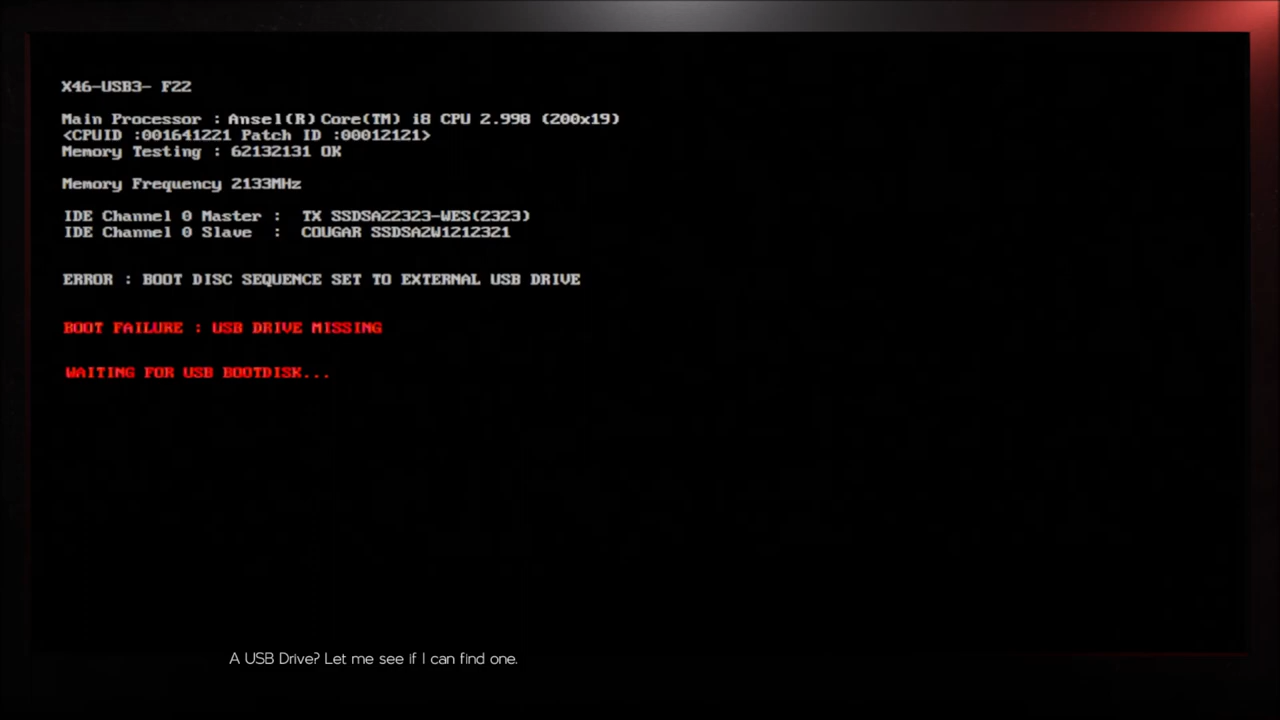 X46-USB3- F22
Main Processor : Ansel(R) Core(TM) i8 CPU 2.998 (200x19)
<CPUID :001641221 Patch ID :00012121>
Memory Testing : 62132131 OK
Memory Frequency 2133MHz
IDE Channel 0 Master : TX SSDSA22323-WES(2323)
IDE Channel 0 Slave : COUGAR SSDSA2W1212321
ERROR : BOOT DISC SEQUENCE SET TO EXTERNAL USB DRIVE
BOOT FAILURE : USB DRIVE MISSING
WAITING FOR USB BOOTDISK...
A USB Drive? Let me see if I can find one.